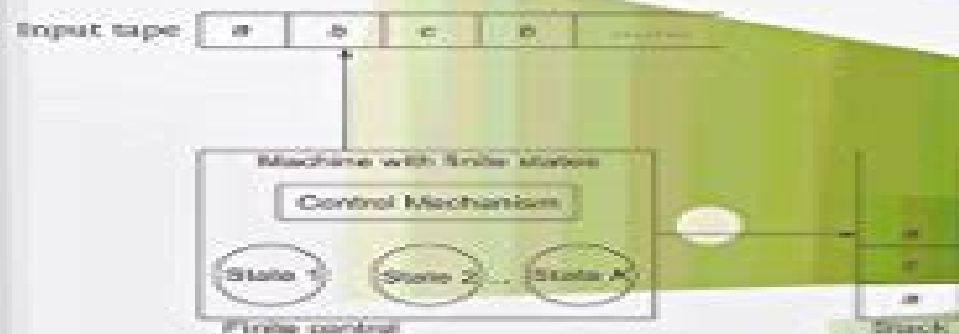 Input tape a b c b
Machine with finite states
Control Mechanism
State 1 State 2 ... State
a
a
Finite control Stack